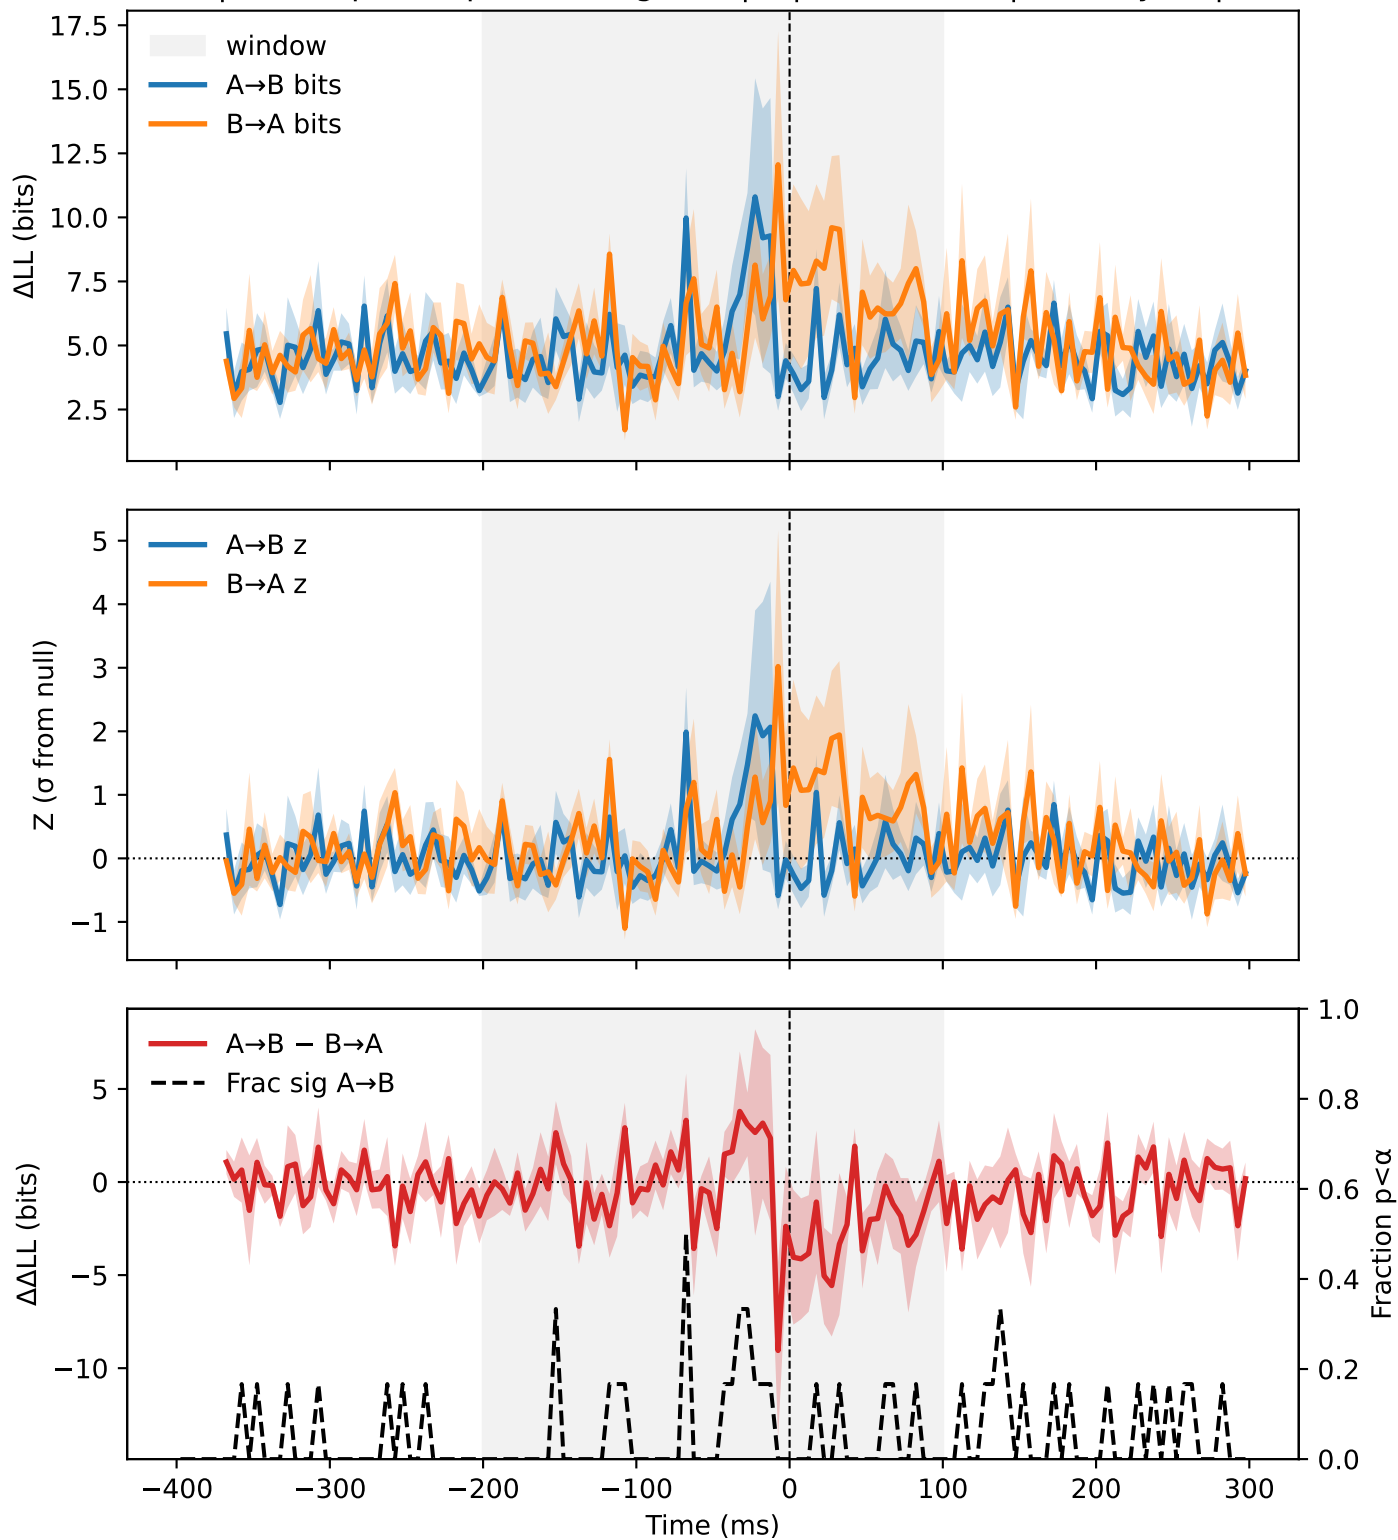 17.5
15.0
12.5
10.0
7.5
5.0
2.5
ΔLL (bits)
window
A→B bits
B→A bits
5
4
3
2
1
0
−1
Z (σ from null)
A→B z
B→A z
5
0
−5
−10
ΔΔLL (bits)
A→B − B→A
Frac sig A→B
1.0
0.8
0.6
0.4
0.2
0.0
Fraction p<α
−400 −300 −200 −100 0 100 200 300
Time (ms)